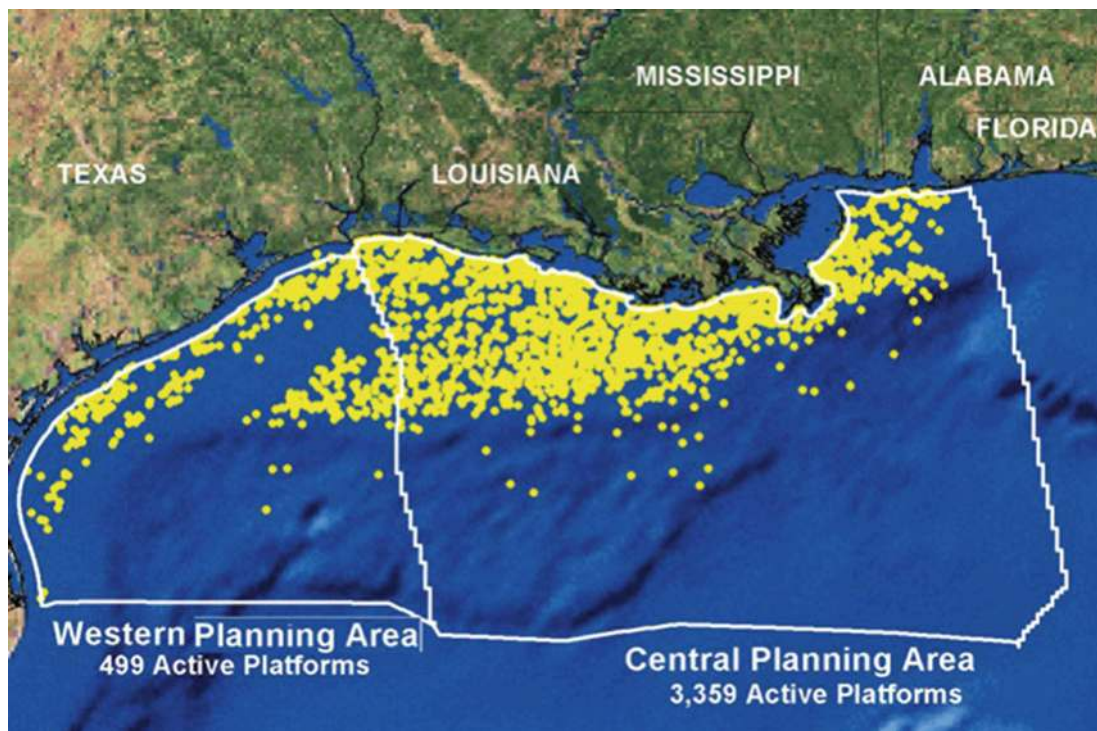 MISSISSIPPI
ALABAMA
FLORIDA
TEXAS
LOUISIANA
Western Planning Area
499 Active Platforms
Central Planning Area
3,359 Active Platforms